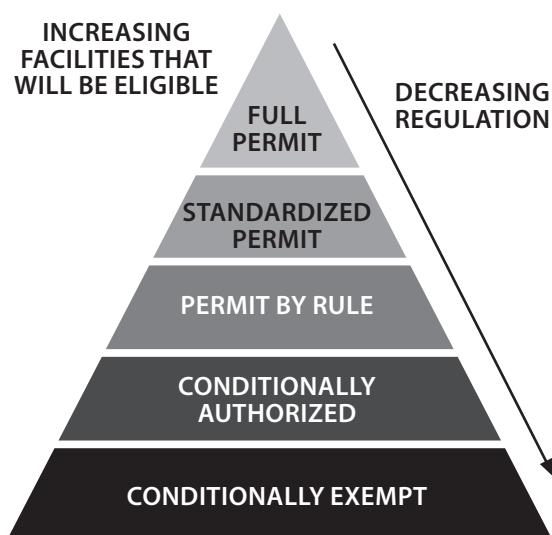 INCREASING
FACILITIES THAT
WILL BE ELIGIBLE
DECREASING
REGULATION
FULL
PERMIT
STANDARDIZED
PERMIT
PERMIT BY RULE
CONDITIONALLY
AUTHORIZED
CONDITIONALLY EXEMPT